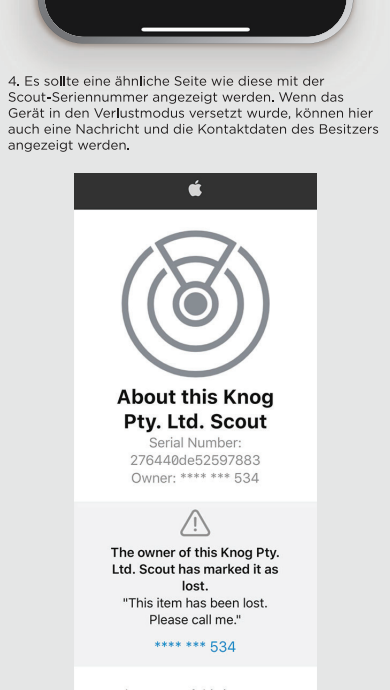 4. Es sollte eine ähnliche Seite wie diese mit der
Scout-Seriennummer angezeigt werden. Wenn das
Gerät in den Verlustmodus versetzt wurde, können hier
auch eine Nachricht und die Kontaktdaten des Besitzers
angezeigt werden.
About this Knog
Pty. Ltd. Scout
Serial Number:
276440de52597883
Owner: **** *** 534
The owner of this Knog Pty.
Ltd. Scout has marked it as
lost.
"This item has been lost.
Please call me."
**** *** 534